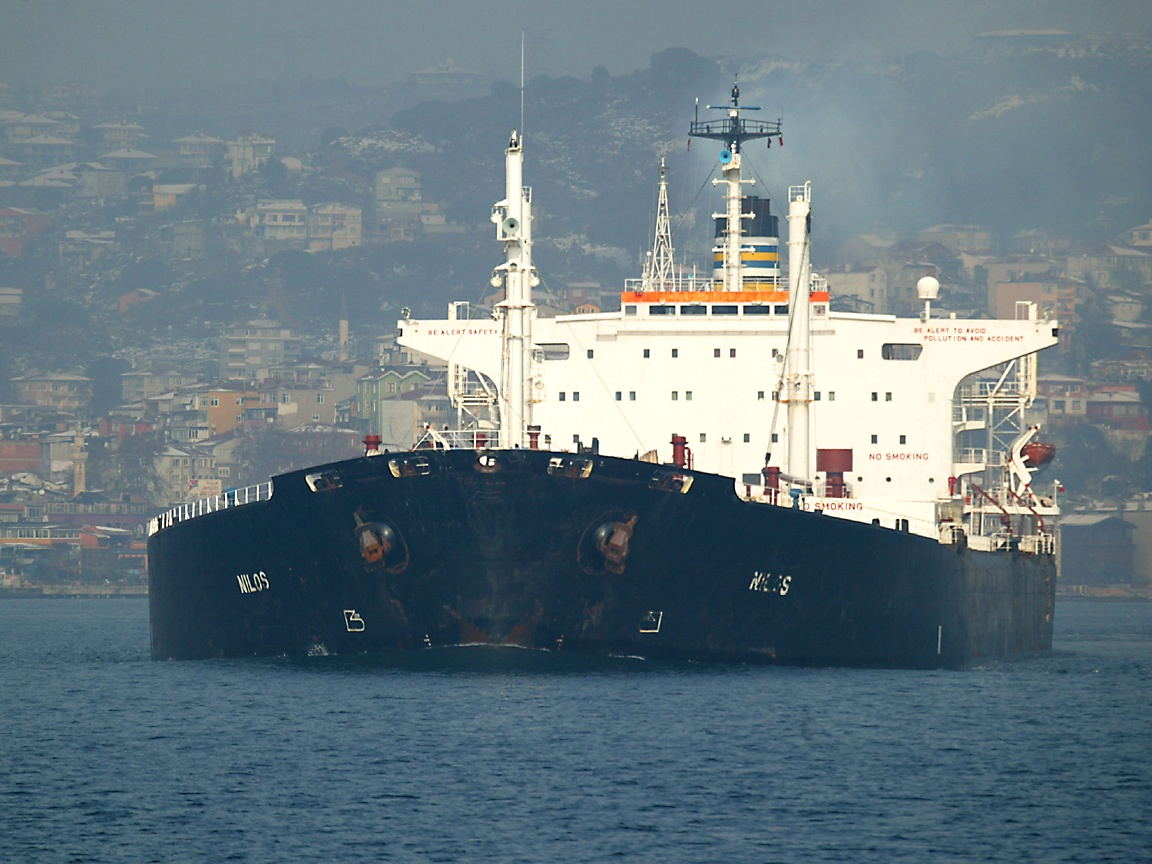 BE ALERT SAFETY
BE ALERT TO AVOID
POLLUTION AND ACCIDENT
NO SMOKING
O SMOKING
NILOS
NILOS